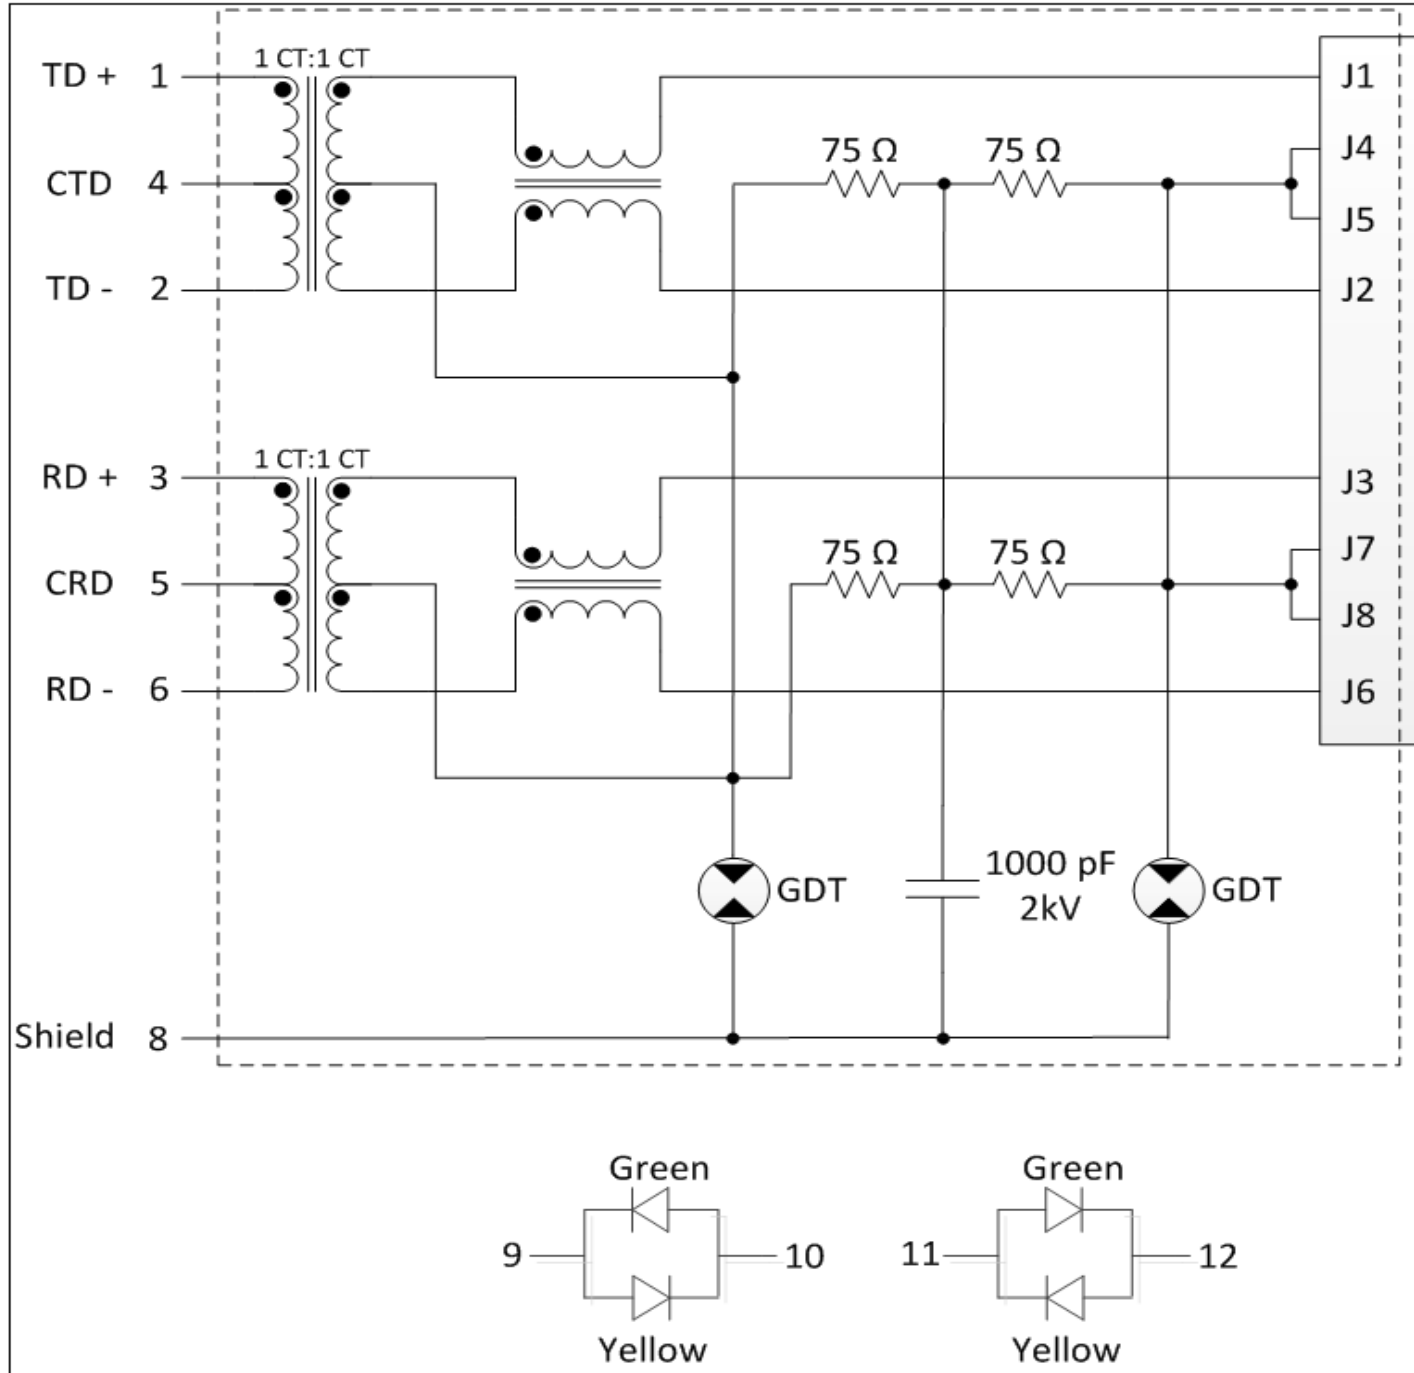 1 CT:1 CT
TD + 1
J1
75 Ω 75 Ω
J4
CTD 4
J5
TD - 2
J2
1 CT:1 CT
RD + 3
J3
75 Ω 75 Ω
J7
CRD 5
J8
RD - 6
J6
GDT
1000 pF
2kV
GDT
Shield 8
Green
9 10
Yellow
Green
11 12
Yellow